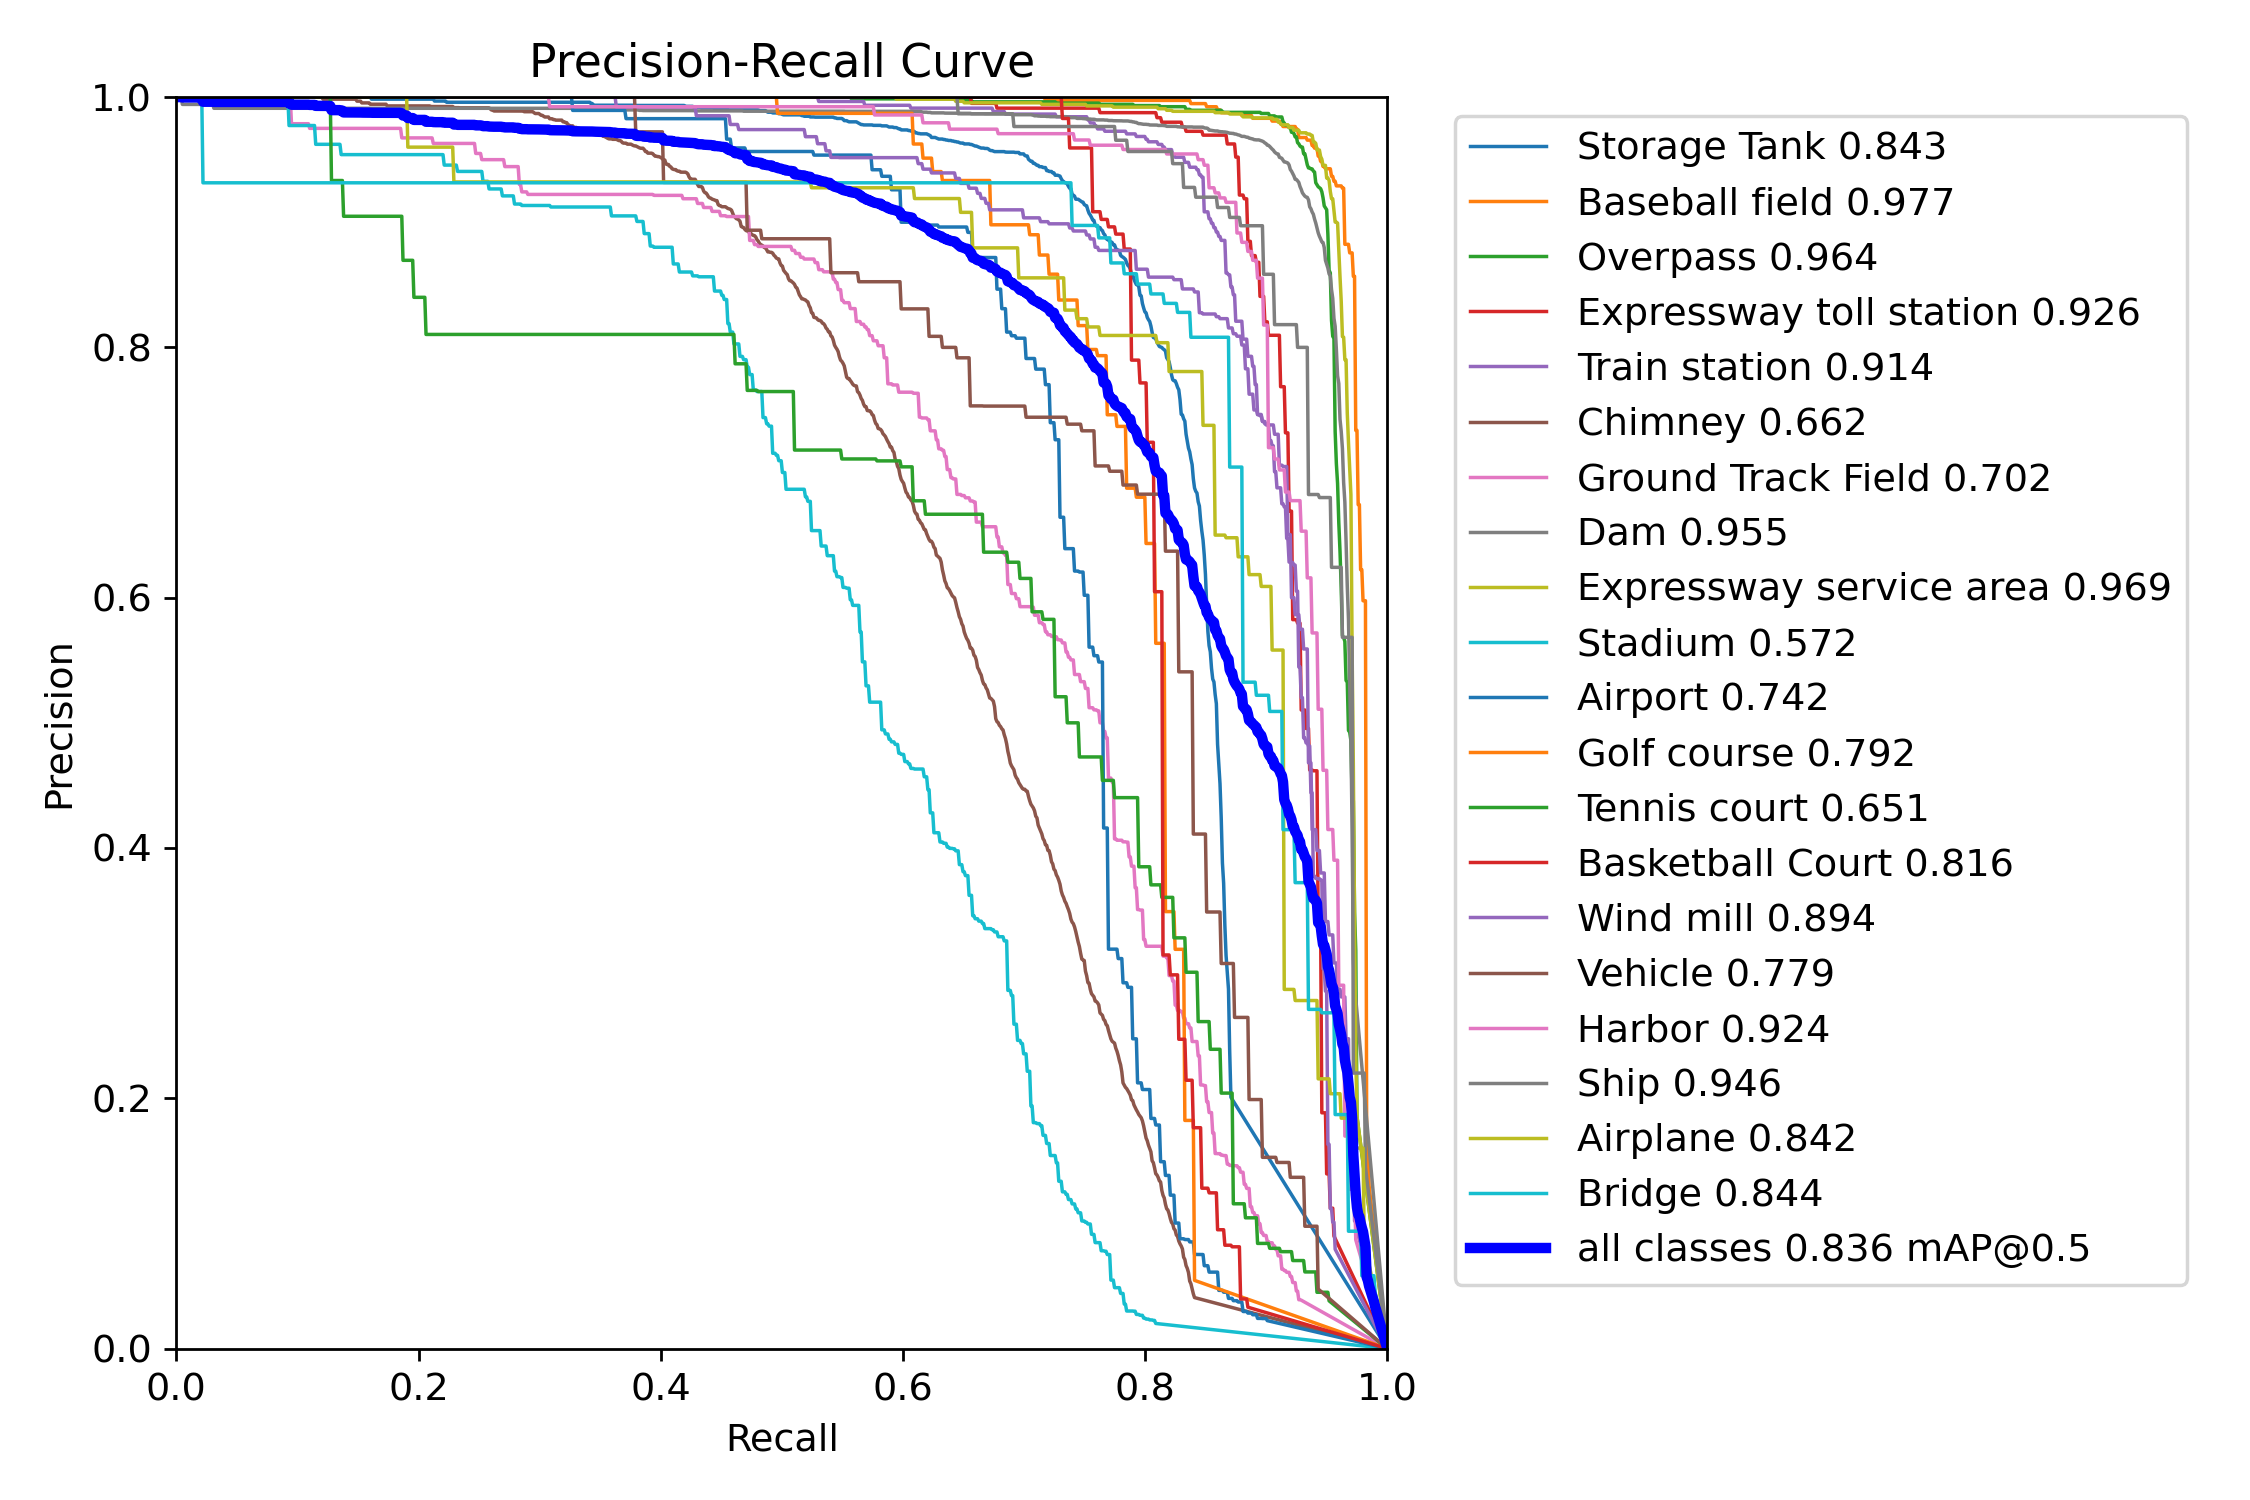 Precision-Recall Curve
1.0
0.8
0.6
0.4
0.2
0.0
Precision
0.0 0.2 0.4 0.6 0.8 1.0
Recall
Storage Tank 0.843
Baseball field 0.977
Overpass 0.964
Expressway toll station 0.926
Train station 0.914
Chimney 0.662
Ground Track Field 0.702
Dam 0.955
Expressway service area 0.969
Stadium 0.572
Airport 0.742
Golf course 0.792
Tennis court 0.651
Basketball Court 0.816
Wind mill 0.894
Vehicle 0.779
Harbor 0.924
Ship 0.946
Airplane 0.842
Bridge 0.844
all classes 0.836 mAP@0.5